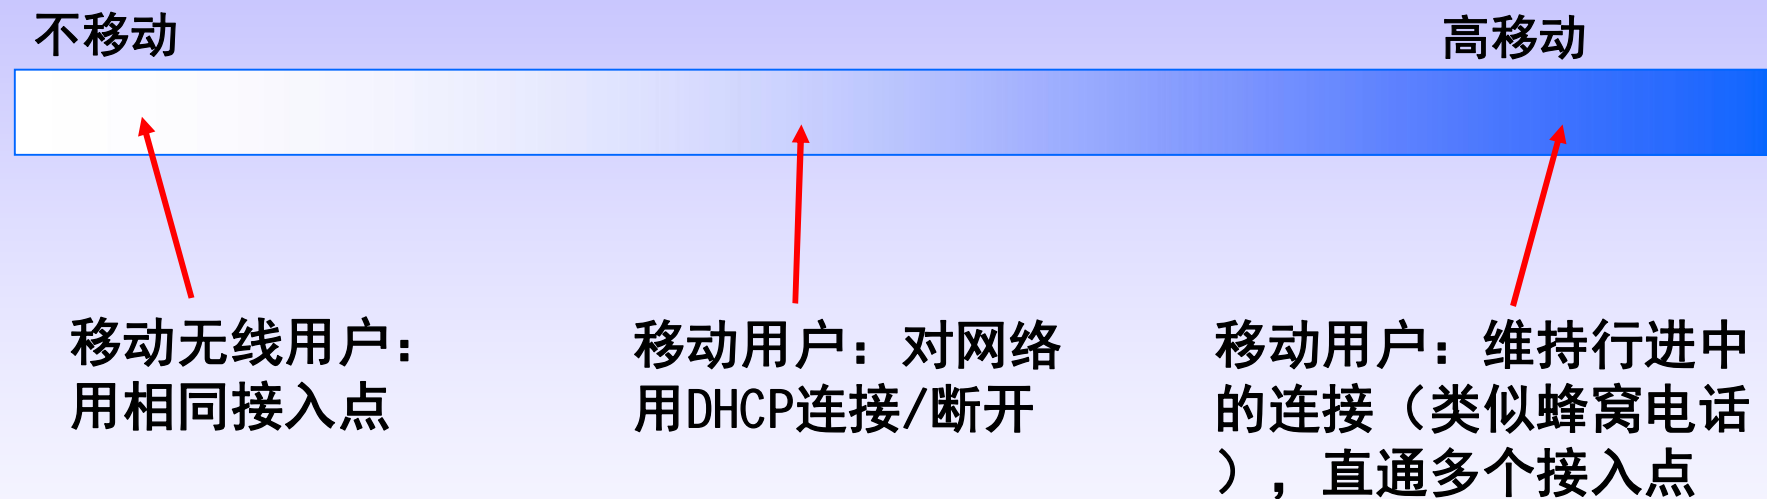 不移动
高移动
移动无线用户：
用相同接入点
移动用户：对网络
用DHCP连接/断开
移动用户：维持行进中
的连接（类似蜂窝电话
），直通多个接入点